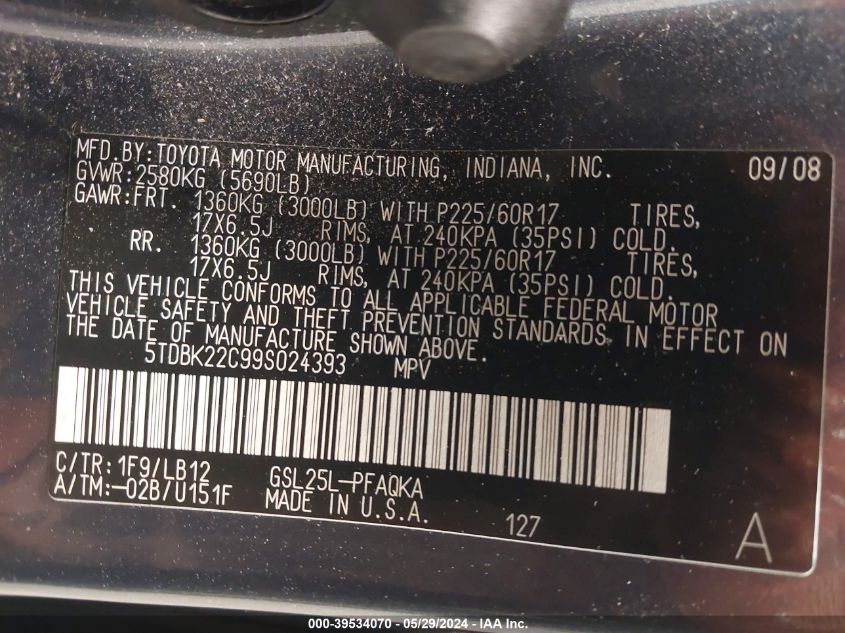 MFD.BY:TOYOTA MOTOR MANUFACTURING, INDIANA, INC. 09/08
GVWR:2580KG (5690LB)
GAWR:FRT. 1360KG (3000LB) WITH P225/60R17 TIRES,
17X6.5J RIMS, AT 240KPA (35PSI) COLD.
RR. 1360KG (3000LB) WITH P225/60R17 TIRES,
17X6.5J RIMS, AT 240KPA (35PSI) COLD.
THIS VEHICLE CONFORMS TO ALL APPLICABLE FEDERAL MOTOR
VEHICLE SAFETY AND THEFT PREVENTION STANDARDS IN EFFECT ON
THE DATE OF MANUFACTURE SHOWN ABOVE.
5TDBK22C99S024393 MPV
C/TR:1F9/LB12 GSL25L-PFAQKA
A/TM:-02B/U151F MADE IN U.S.A.
127 A
000-39534070 - 05/29/2024 - IAA Inc.